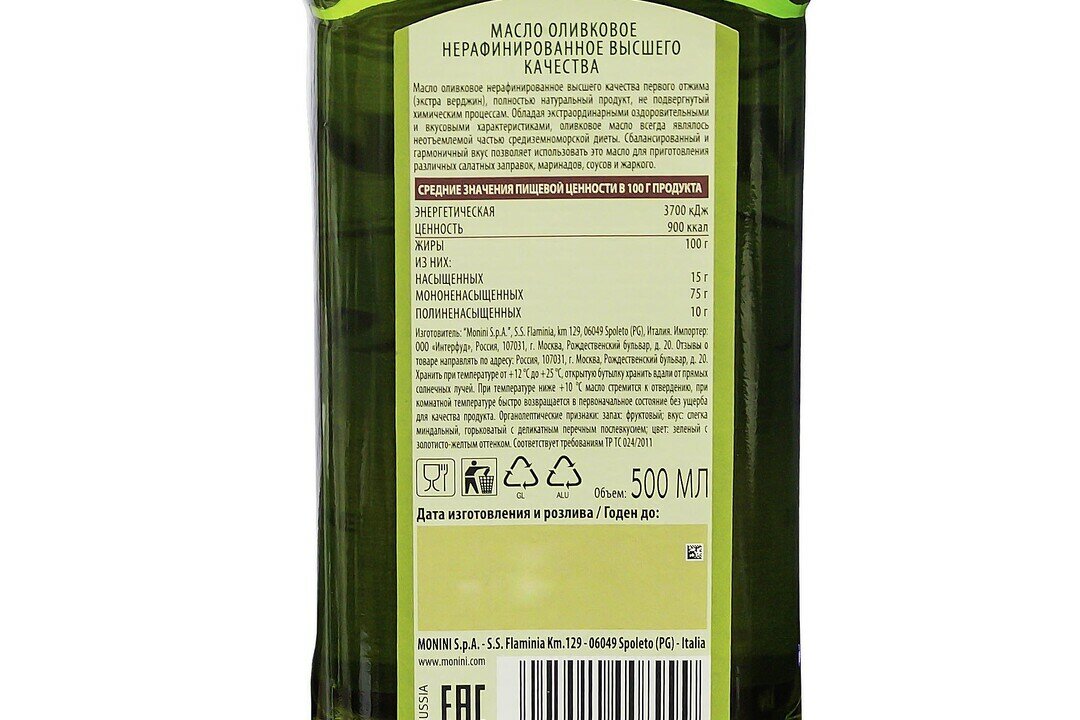 МАСЛО ОЛИВКОВОЕ
НЕРАФИНИРОВАННОЕ ВЫСШЕГО
КАЧЕСТВА
Масло оливковое нерафинированное высшего качества первого отжима
(экстра верджин), полностью натуральный продукт, не подвергнутый
химическим процессам. Обладая экстраординарными оздоровительными
и вкусовыми характеристиками, оливковое масло всегда являлось
неотъемлемой частью средиземноморской диеты. Сбалансированный и
гармоничный вкус позволяет использовать это масло для приготовления
различных салатных заправок, маринадов, соусов и жаркого.
СРЕДНИЕ ЗНАЧЕНИЯ ПИЩЕВОЙ ЦЕННОСТИ В 100 Г ПРОДУКТА
ЭНЕРГЕТИЧЕСКАЯ 3700 кДж
ЦЕННОСТЬ 900 ккал
ЖИРЫ 100 г
ИЗ НИХ:
НАСЫЩЕННЫХ 15 г
МОНОНЕНАСЫЩЕННЫХ 75 г
ПОЛИНЕНАСЫЩЕННЫХ 10 г
Изготовитель: "Monini S.p.A.", S.S. Flaminia, km 129, 06049 Spoleto (PG), Италия. Импортер:
ООО «Интерфуд», Россия, 107031, г. Москва, Рождественский бульвар, д. 20. Отзывы о
товаре направлять по адресу: Россия, 107031, г. Москва, Рождественский бульвар, д. 20.
Хранить при температуре от +12 °C до +25 °C, открытую бутылку хранить вдали от прямых
солнечных лучей. При температуре ниже +10 °C масло стремится к отвердению, при
комнатной температуре быстро возвращается в первоначальное состояние без ущерба
для качества продукта. Органолептические признаки: запах: фруктовый; вкус: слегка
миндальный, горьковатый с деликатным перечным послевкусием; цвет: зеленый с
золотисто-желтым оттенком. Соответствует требованиям ТР ТС 024/2011
GL
ALU
Объем: 500 МЛ
Дата изготовления и розлива / Годен до:
MONINI S.p.A. - S.S. Flaminia Km. 129 - 06049 Spoleto (PG) - Italia
www.monini.com
RUSSIA
EAC